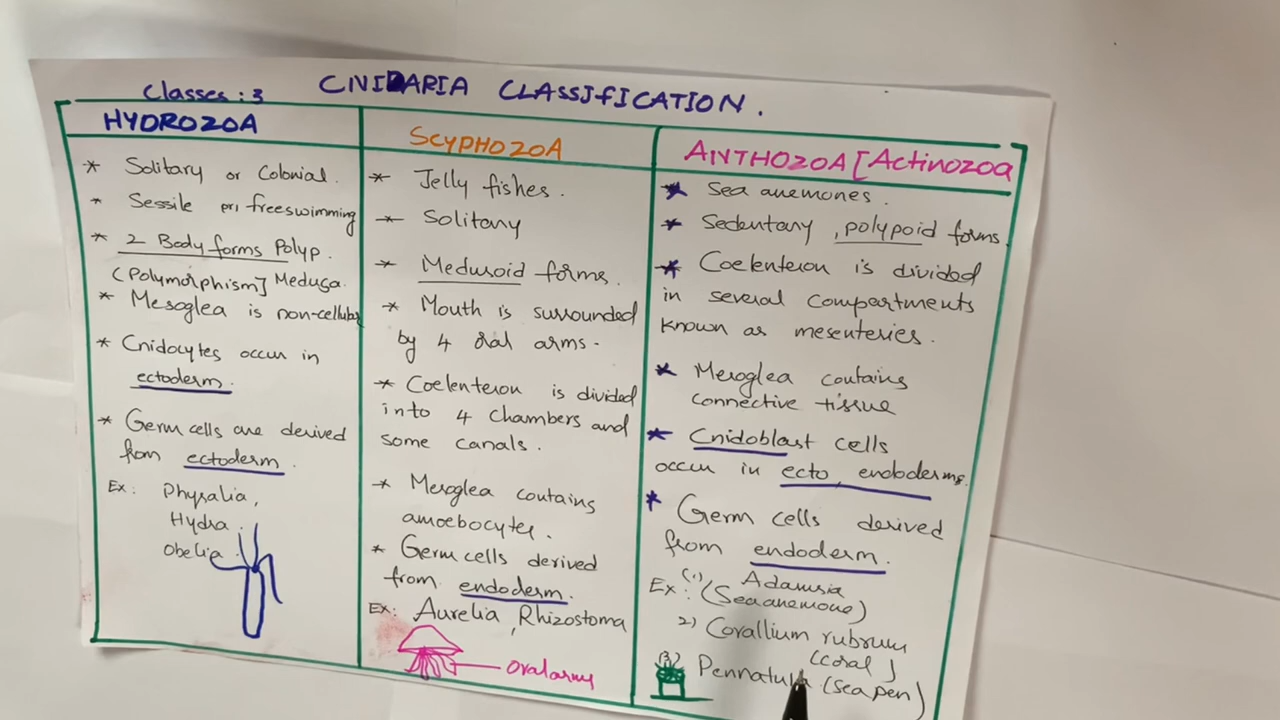 Classes: 3
CNIDARIA CLASSIFICATION.
HYDROZOA
* Solitary or Colonial.
* Sessile or freeswimming
* 2 Body forms Polyp.
(Polymorphism] Medusa.
* Mesoglea is non-cellular
* Cnidocytes occur in
ectoderm.
* Germ cells are derived
from ectoderm.
Ex: Physalia,
Hydra.
Obelia.
SCYPHOZOA
* Jelly fishes.
* Solitary
* Medusoid forms.
* Mouth is surrounded
by 4 oral arms.
* Coelenteron is divided
into 4 chambers and
some canals.
* Mesoglea contains
amoebocytes.
* Germ cells derived
from endoderm.
Ex: Aurelia, Rhizostoma
oralarms
ANTHOZOA [Actinozoa
* Sea anemones.
* Sedentary, polypoid forms.
* Coelenteron is divided
in several compartments
known as mesenteries.
* Mesoglea contains
connective tissue
* Cnidoblast cells
occur in ecto, endoderms.
* Germ cells derived
from endoderm.
Ex: (1) Adamsia
(Sea anemone)
2) Corallium rubrum
(coral)
(3) Pennatula (sea pen)